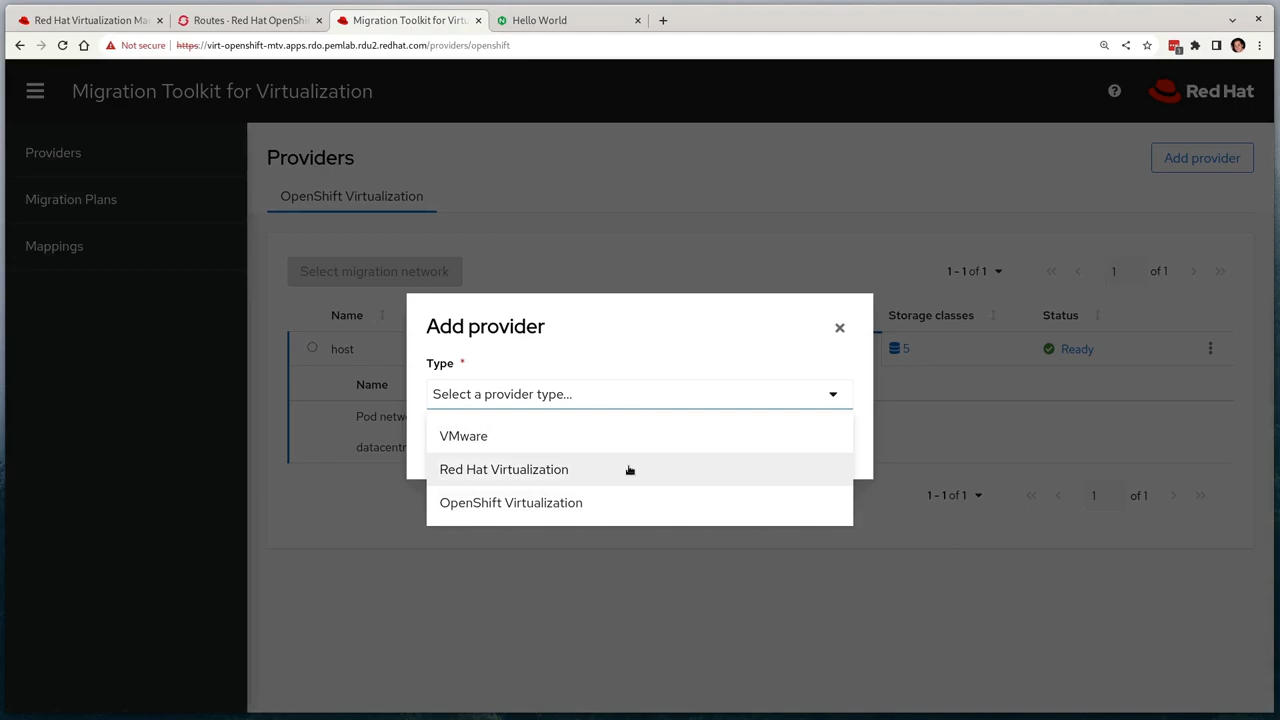 Red Hat Virtualization Ma
Routes · Red Hat OpenShi
Migration Toolkit for Virtu
Hello World
Not secure
https://virt-openshift-mtv.apps.rdo.pemlab.rdu2.redhat.com/providers/openshift
Migration Toolkit for Virtualization
Red Hat
Providers
Migration Plans
Mappings
Providers
Add provider
OpenShift Virtualization
Select migration network
1 - 1 of 1
1 of 1
Name
Storage classes
Status
host
5
Ready
Name
Pod netw
datacentr
1 - 1 of 1
1 of 1
Add provider
Type *
Select a provider type...
VMware
Red Hat Virtualization
OpenShift Virtualization